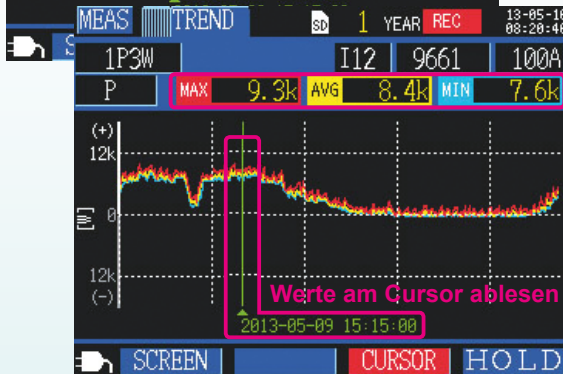 MEAS TREND SD 1 YEAR REC 13-05-10
08:20:40
1P3W I12 9661 100A
P MAX 9.3k AVG 8.4k MIN 7.6k
(+)
12k
[W] 0
12k
(-)
Werte am Cursor ablesen
2013-05-09 15:15:00
SCREEN CURSOR HOLD